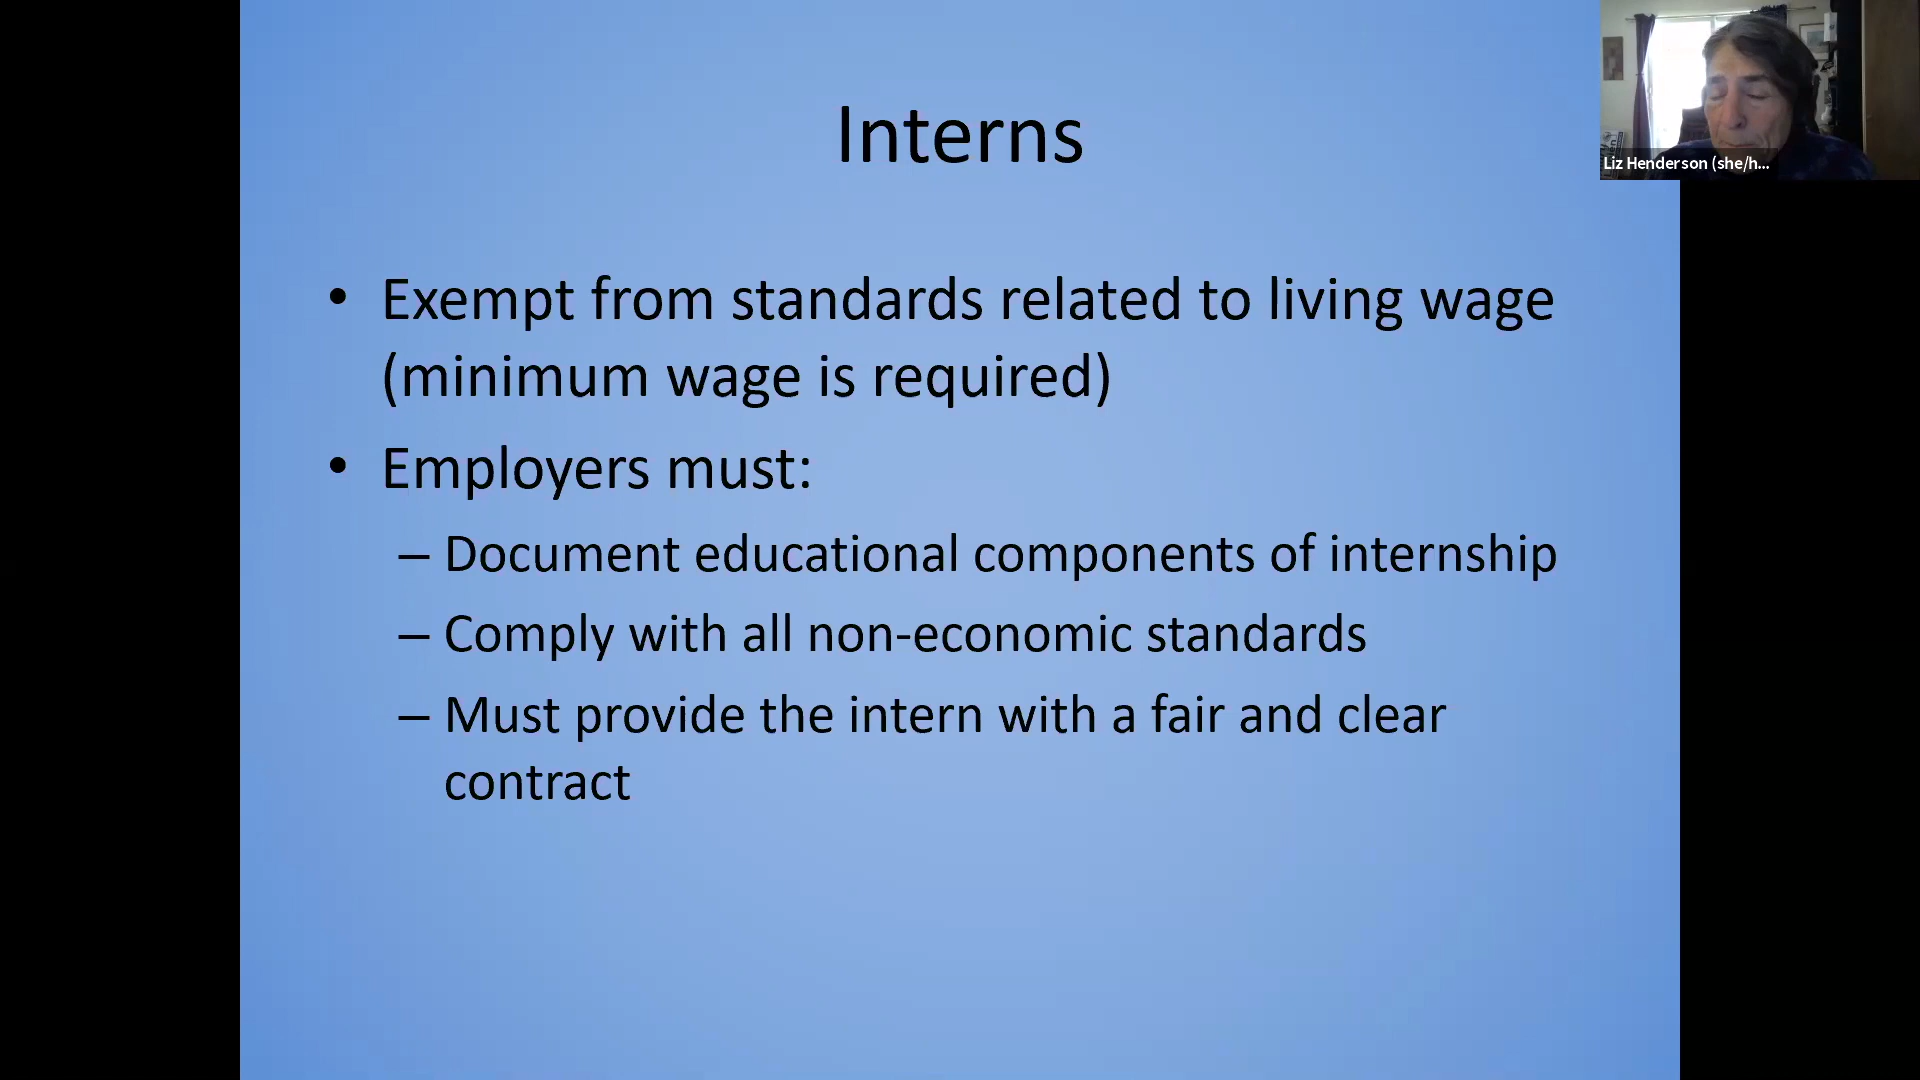 Interns
• Exempt from standards related to living wage
(minimum wage is required)
• Employers must:
– Document educational components of internship
– Comply with all non-economic standards
– Must provide the intern with a fair and clear
contract
Liz Henderson (she/h...